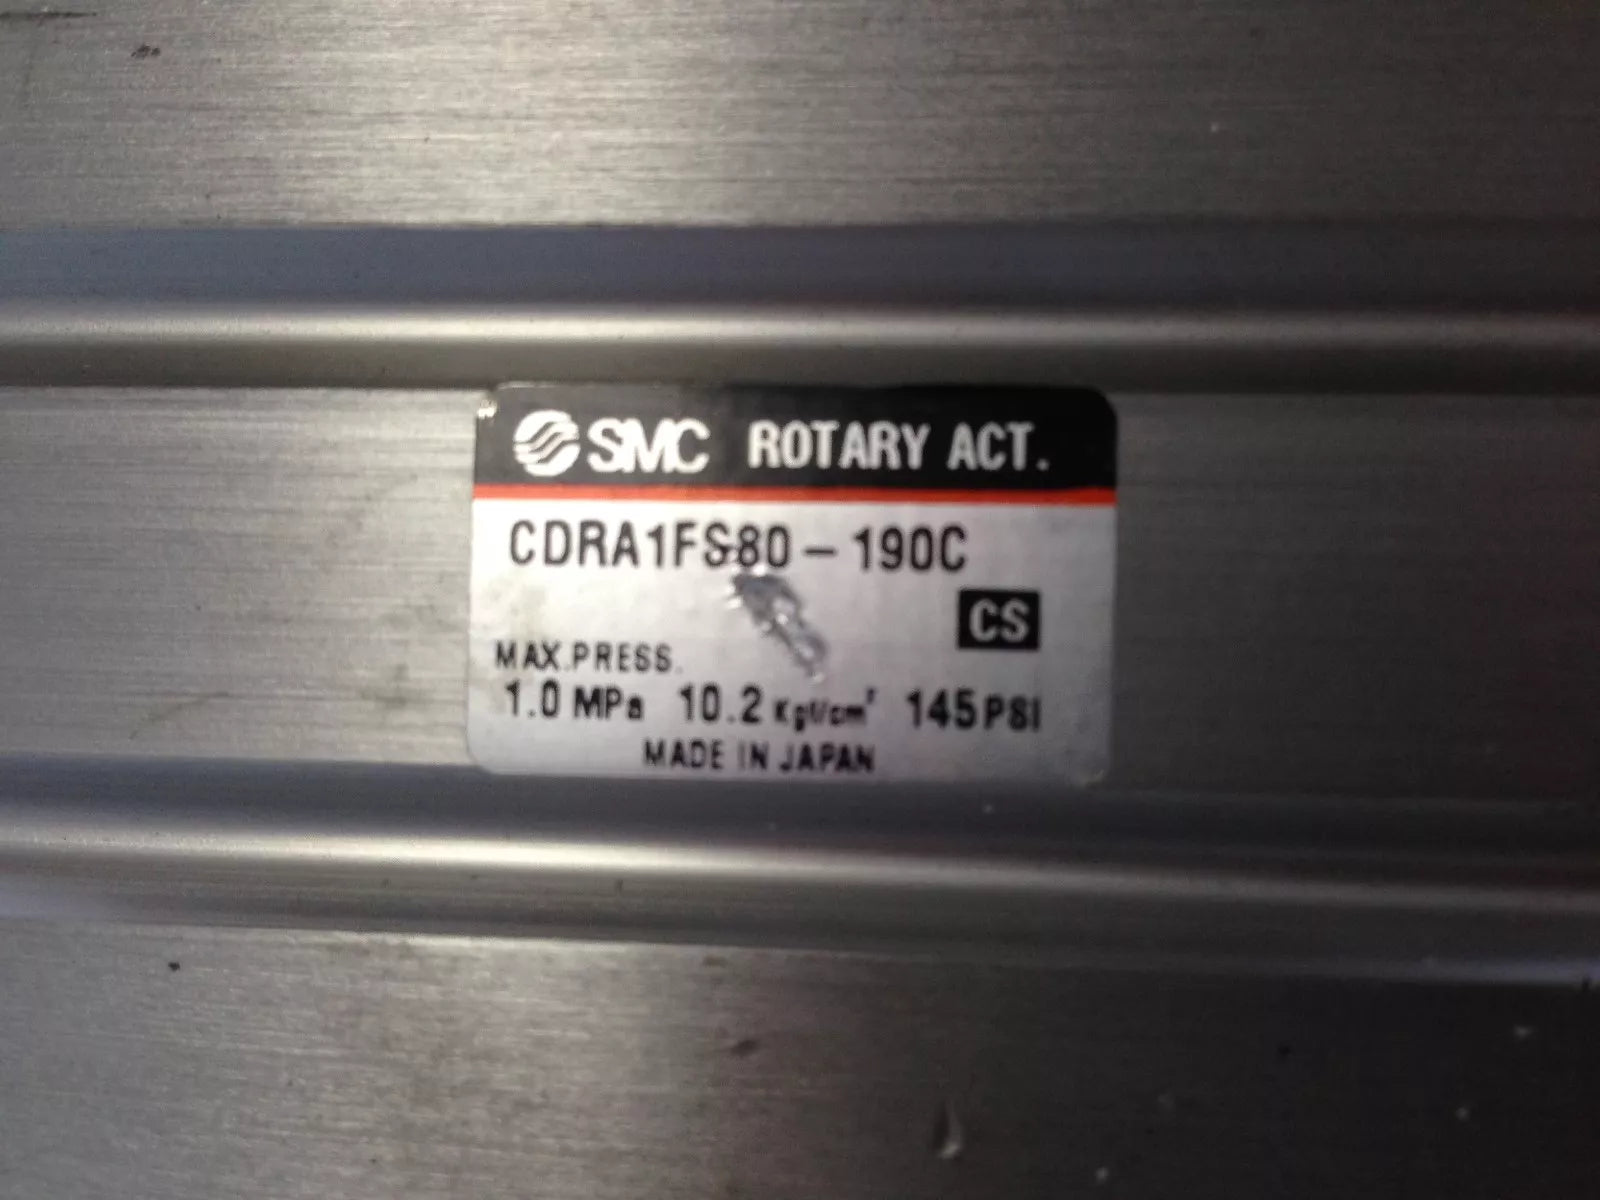 SMC ROTARY ACT.
CDRA1FS80-190C
CS
MAX.PRESS.
1.0 MPa 10.2 Kgf/cm² 145 PSI
MADE IN JAPAN